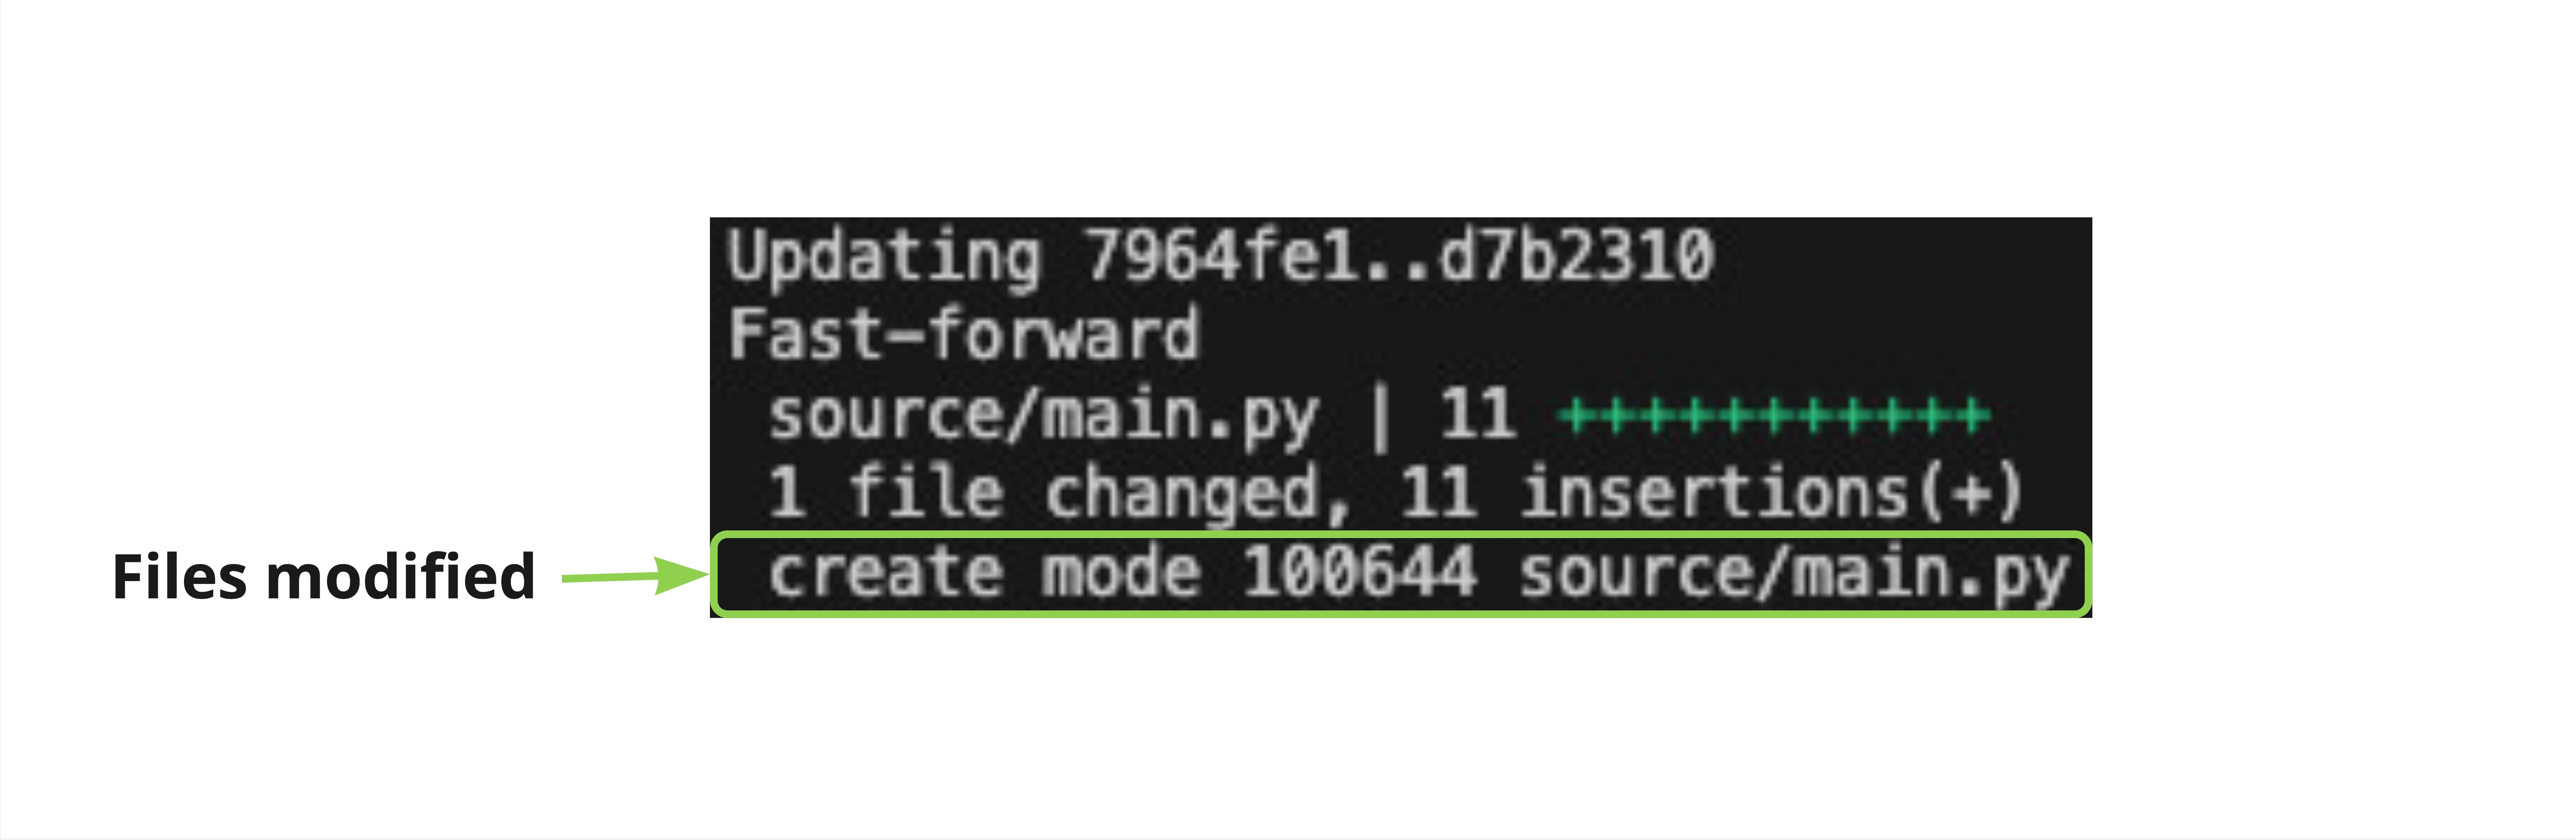 Updating 7964fe1..d7b2310
Fast-forward
source/main.py | 11 +++++++++++
1 file changed, 11 insertions(+)
Files modified
create mode 100644 source/main.py